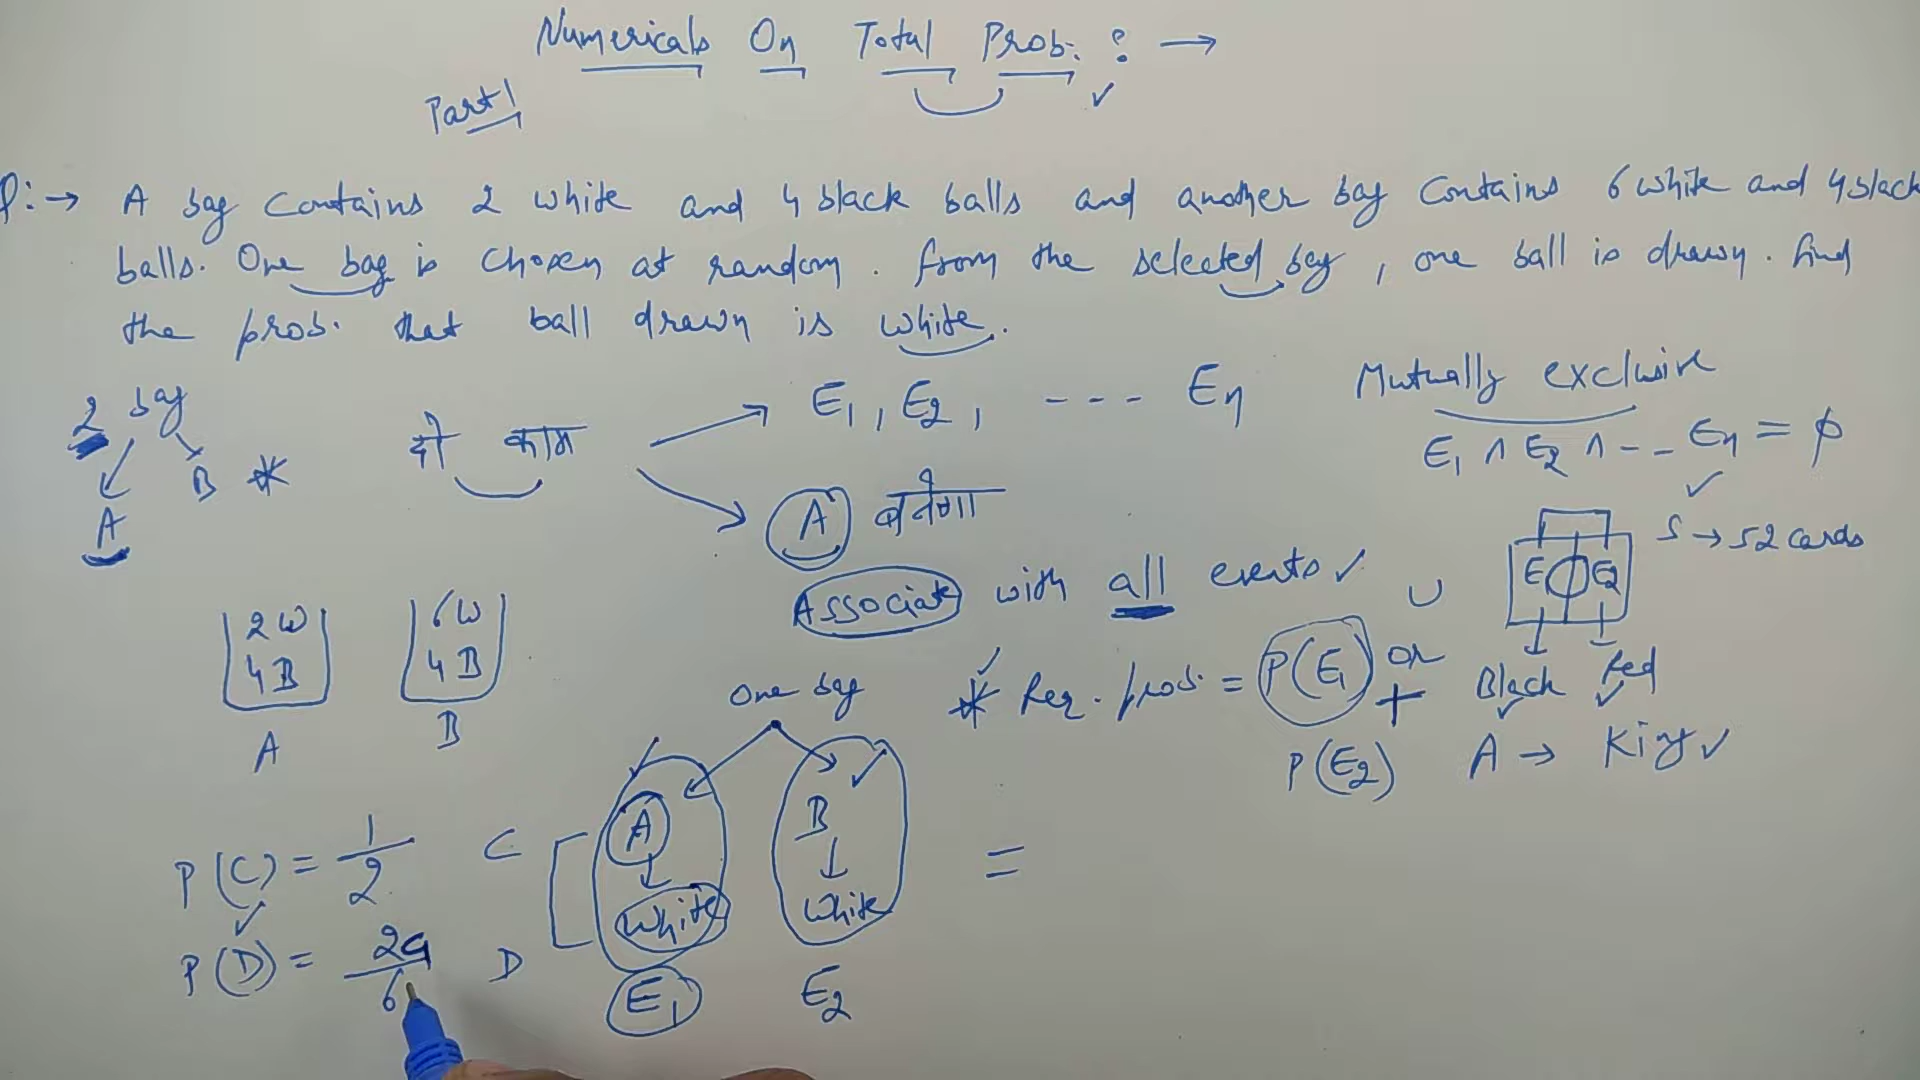 Numericals On Total Prob. : →
Part 1
P: → A bag contains 2 white and 4 black balls and another bag contains 6 white and 4 black
balls. One bag is chosen at random. from the selected bag, one ball is drawn. find
the prob. that ball drawn is white.
2 bag
A B *
दो काम → E1, E2, ---- En
A बनेगा
Associate with all events ✓
Mutually exclusive
E1 ∩ E2 ∩ -- En = φ
✓
S → 52 cards
E E2
∪
Black Red
A → King ✓
2W
4B
A
6W
4B
B
One bag
* Req. prob. = P(E1) or
+
P(E2)
A
↓
White
E1
B
↓
White
E2
=
P(C) = 1/2 C
P(D) = 2C1/6 D